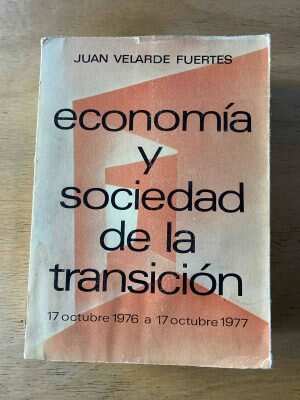 JUAN VELARDE FUERTES
economía
y
sociedad
de la
transición
17 octubre 1976 a 17 octubre 1977